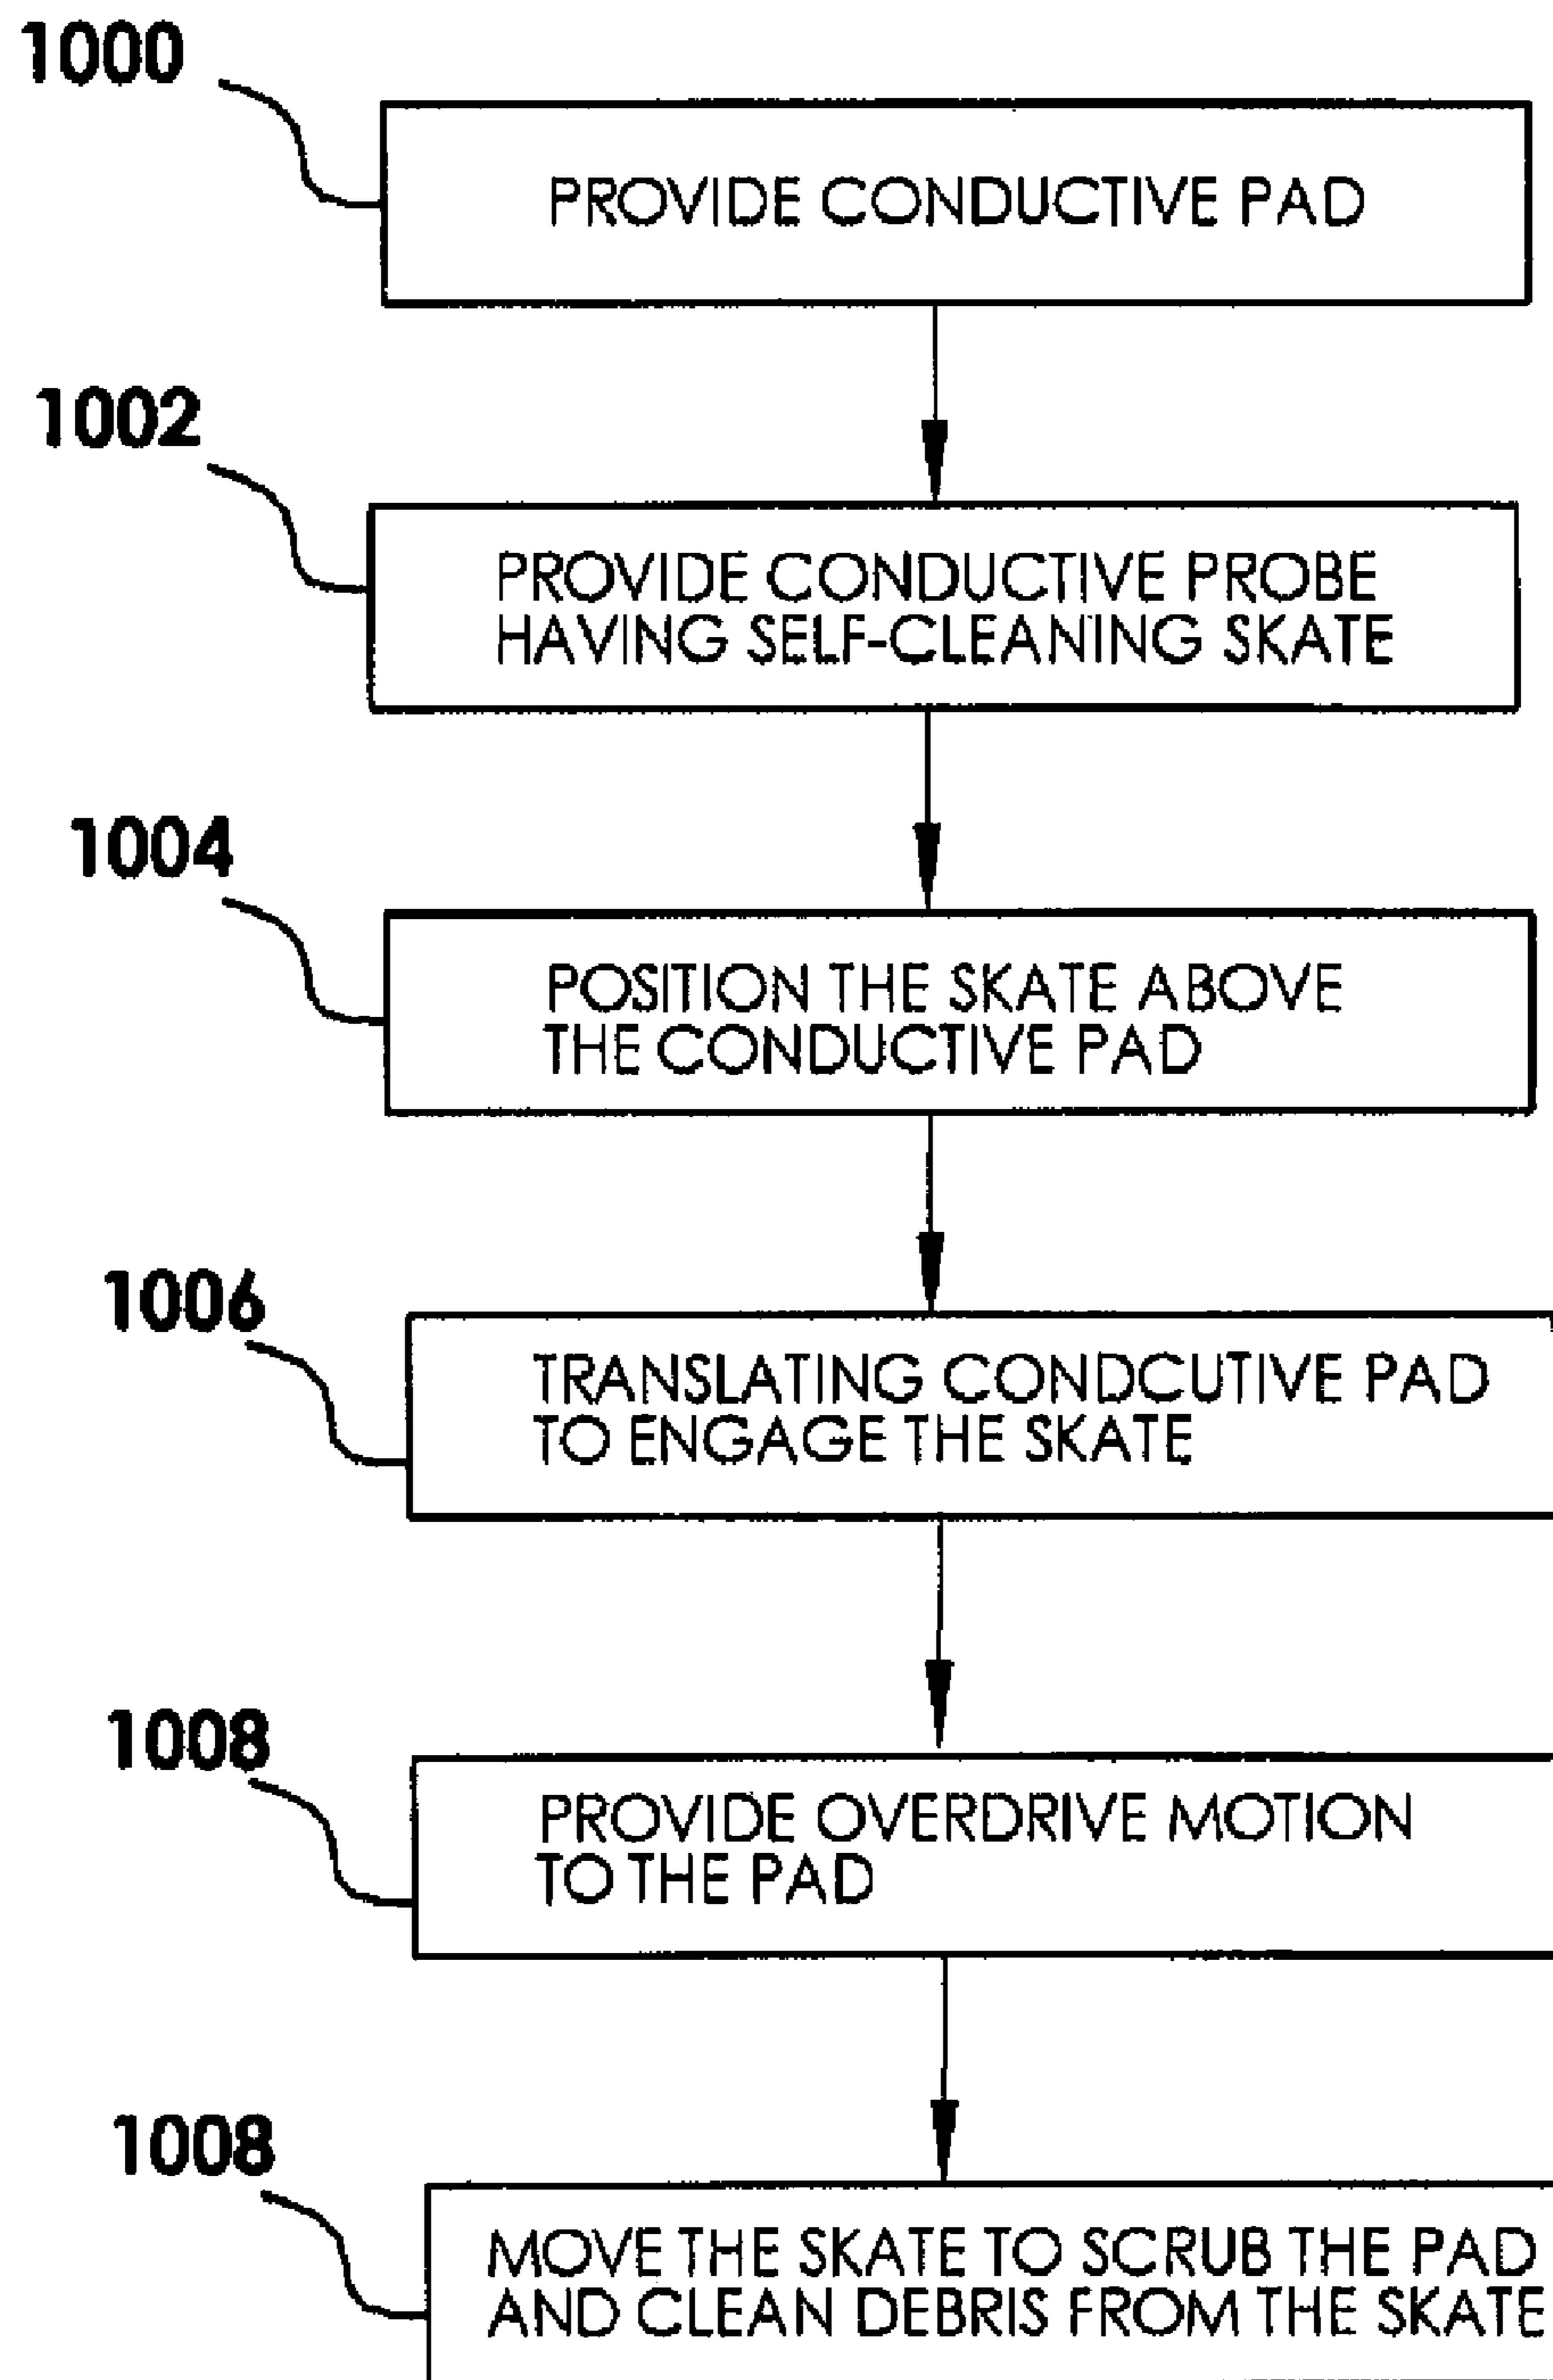 1000
PROVIDE CONDUCTIVE PAD
1002
PROVIDE CONDUCTIVE PROBE
HAVING SELF-CLEANING SKATE
1004
POSITION THE SKATE ABOVE
THE CONDUCTIVE PAD
1006
TRANSLATING CONDCUTIVE PAD
TO ENGAGE THE SKATE
1008
PROVIDE OVERDRIVE MOTION
TO THE PAD
1008
MOVE THE SKATE TO SCRUB THE PAD
AND CLEAN DEBRIS FROM THE SKATE